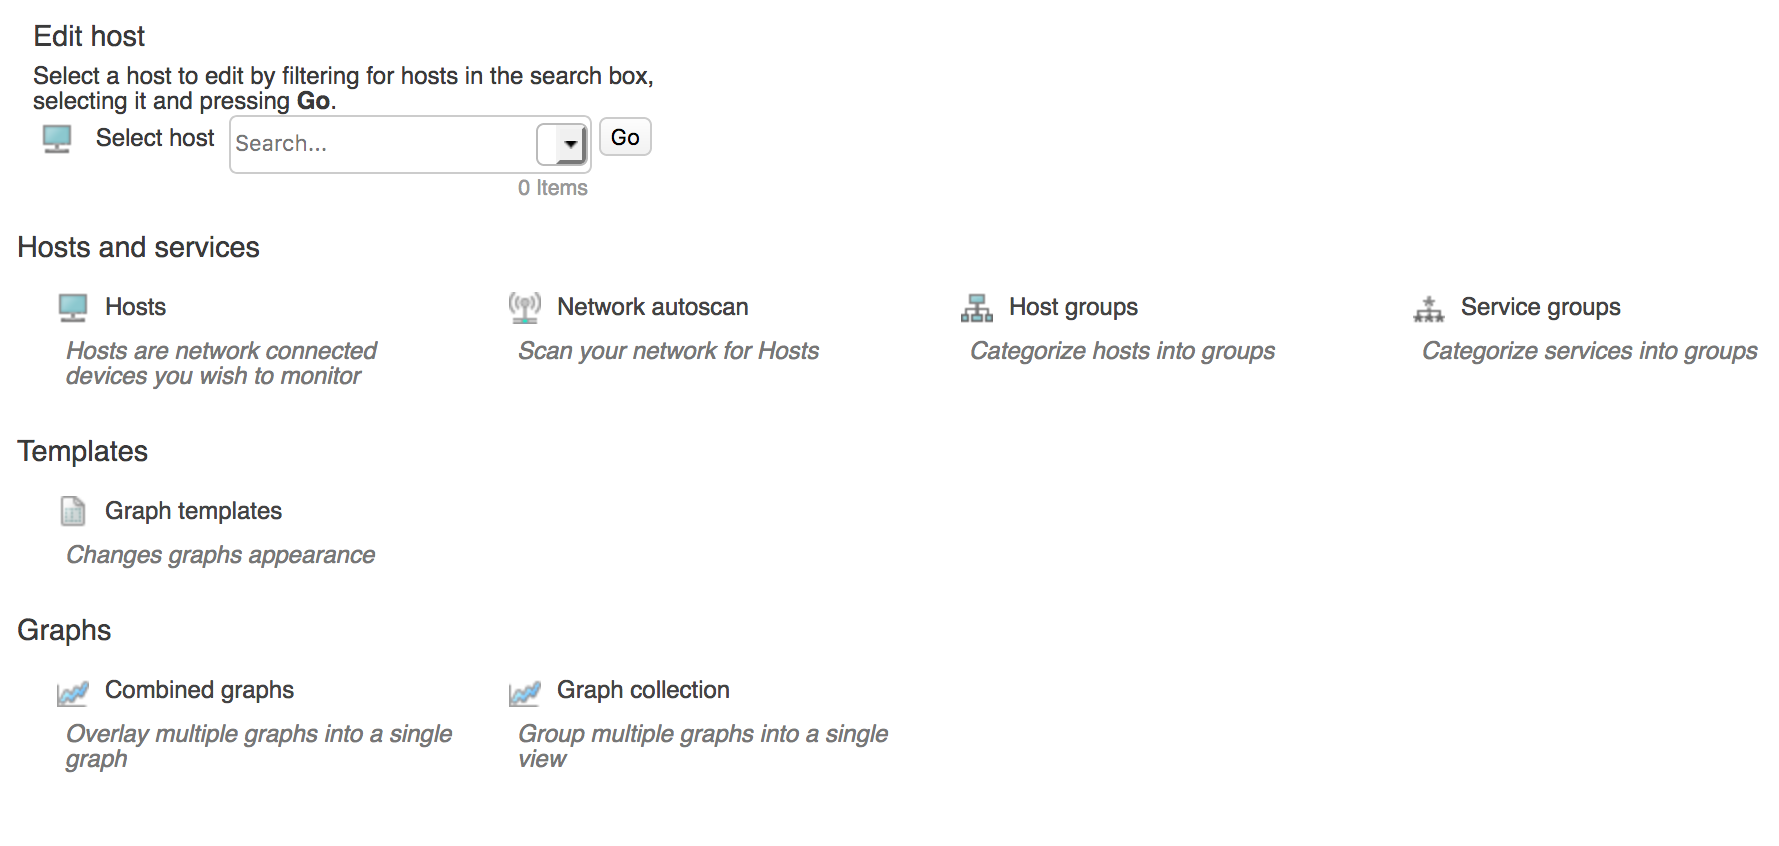 Edit host
Select a host to edit by filtering for hosts in the search box,
selecting it and pressing Go.
Select host Search... Go
0 Items
Hosts and services
Hosts
Hosts are network connected
devices you wish to monitor
Network autoscan
Scan your network for Hosts
Host groups
Categorize hosts into groups
Service groups
Categorize services into groups
Templates
Graph templates
Changes graphs appearance
Graphs
Combined graphs
Overlay multiple graphs into a single
graph
Graph collection
Group multiple graphs into a single
view